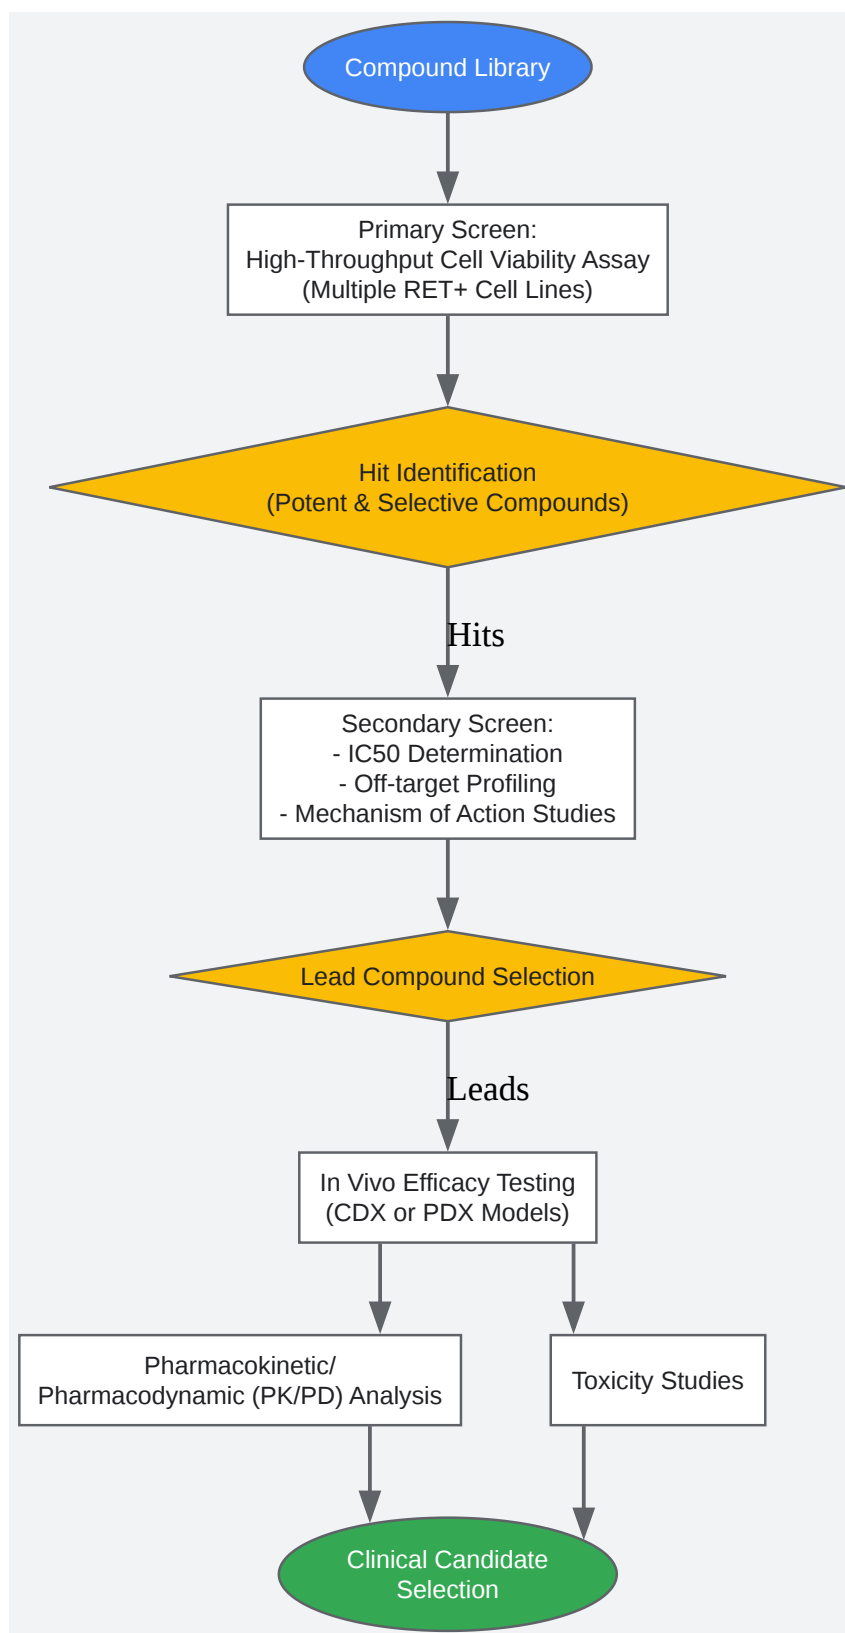 Compound Library
Primary Screen:
High-Throughput Cell Viability Assay
(Multiple RET+ Cell Lines)
Hit Identification
(Potent & Selective Compounds)
Hits
Secondary Screen:
- IC50 Determination
- Off-target Profiling
- Mechanism of Action Studies
Lead Compound Selection
Leads
In Vivo Efficacy Testing
(CDX or PDX Models)
Pharmacokinetic/
Pharmacodynamic (PK/PD) Analysis
Toxicity Studies
Clinical Candidate
Selection